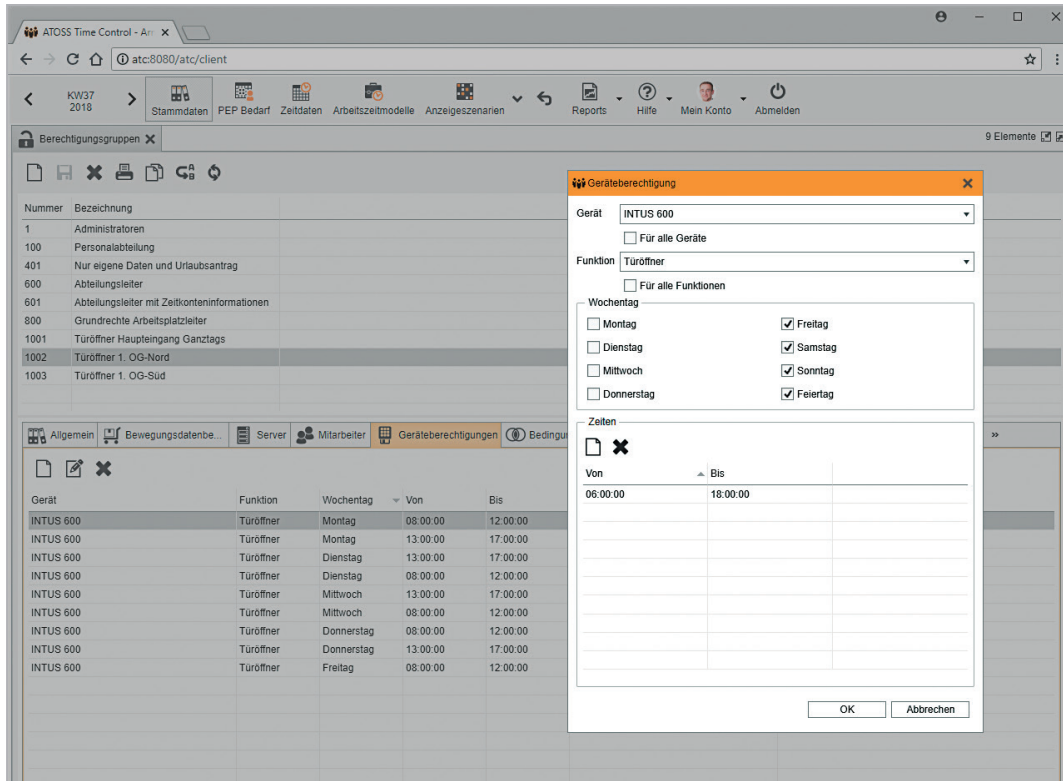 ATOSS Time Control - Arr
atc:8080/atc/client
KW37
2018
Stammdaten PEP Bedarf Zeitdaten Arbeitszeitmodelle Anzeigeszenarien Reports Hilfe Mein Konto Abmelden
Berechtigungsgruppen 9 Elemente
Nummer Bezeichnung
1 Administratoren
100 Personalabteilung
401 Nur eigene Daten und Urlaubsantrag
600 Abteilungsleiter
601 Abteilungsleiter mit Zeitkonteninformationen
800 Grundrechte Arbeitsplatzleiter
1001 Türöffner Haupteingang Ganztags
1002 Türöffner 1. OG-Nord
1003 Türöffner 1. OG-Süd
Allgemein Bewegungsdatenbe... Server Mitarbeiter Geräteberechtigungen Bedingu »
Gerät Funktion Wochentag Von Bis
INTUS 600 Türöffner Montag 08:00:00 12:00:00
INTUS 600 Türöffner Montag 13:00:00 17:00:00
INTUS 600 Türöffner Dienstag 13:00:00 17:00:00
INTUS 600 Türöffner Dienstag 08:00:00 12:00:00
INTUS 600 Türöffner Mittwoch 13:00:00 17:00:00
INTUS 600 Türöffner Mittwoch 08:00:00 12:00:00
INTUS 600 Türöffner Donnerstag 08:00:00 12:00:00
INTUS 600 Türöffner Donnerstag 13:00:00 17:00:00
INTUS 600 Türöffner Freitag 08:00:00 12:00:00
Geräteberechtigung
Gerät INTUS 600
Für alle Geräte
Funktion Türöffner
Für alle Funktionen
Wochentag
Montag Freitag
Dienstag Samstag
Mittwoch Sonntag
Donnerstag Feiertag
Zeiten
Von Bis
06:00:00 18:00:00
OK Abbrechen